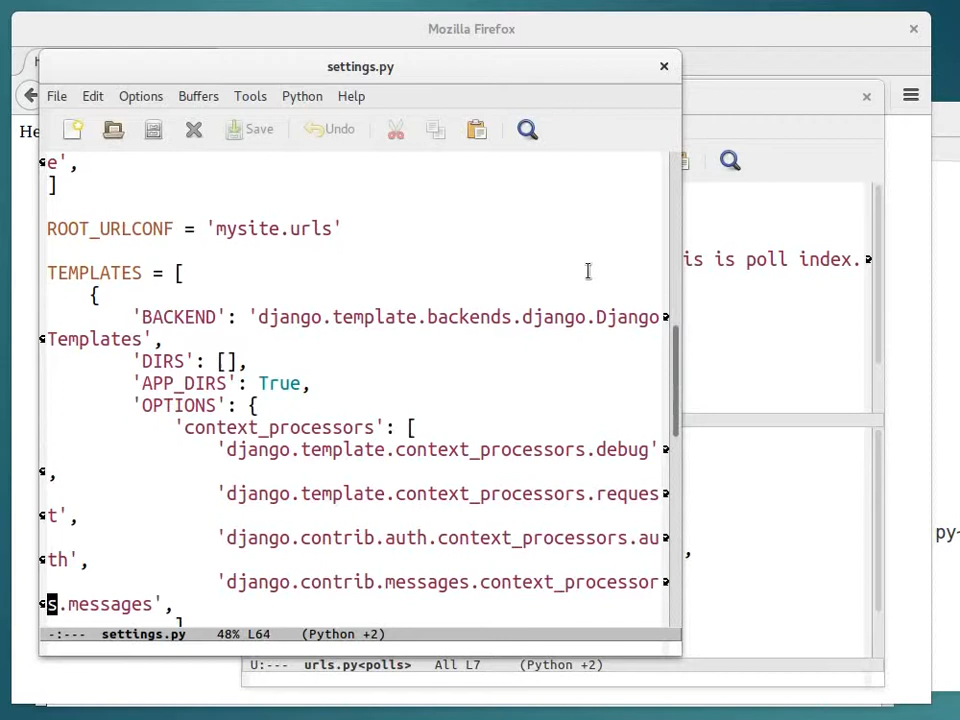 Mozilla Firefox
settings.py
File Edit Options Buffers Tools Python Help
He
Save Undo
e',
]
ROOT_URLCONF = 'mysite.urls'
is is poll index.
TEMPLATES = [
{
'BACKEND': 'django.template.backends.django.Django
Templates',
'DIRS': [],
'APP_DIRS': True,
'OPTIONS': {
'context_processors': [
'django.template.context_processors.debug'
,
'django.template.context_processors.reques
t',
'django.contrib.auth.context_processors.au
th',
'django.contrib.messages.context_processor
s.messages',
]
,
py~
-:--- settings.py 48% L64 (Python +2)
U:--- urls.py<polls> All L7 (Python +2)